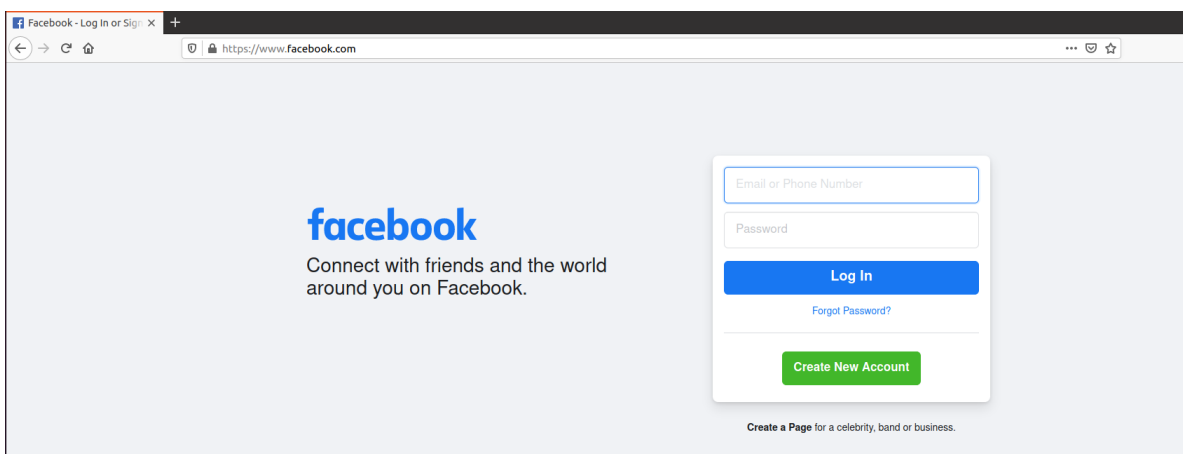 Facebook - Log In or Sign
https://www.facebook.com
facebook
Connect with friends and the world
around you on Facebook.
Email or Phone Number
Password
Log In
Forgot Password?
Create New Account
Create a Page for a celebrity, band or business.